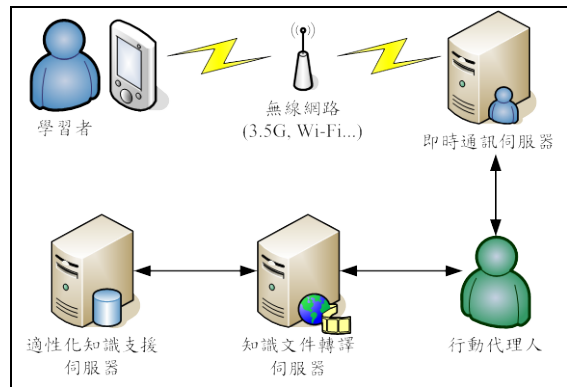 學習者
無線網路
(3.5G, Wi-Fi...)
即時通訊伺服器
適性化知識支援
伺服器
知識文件轉譯
伺服器
行動代理人